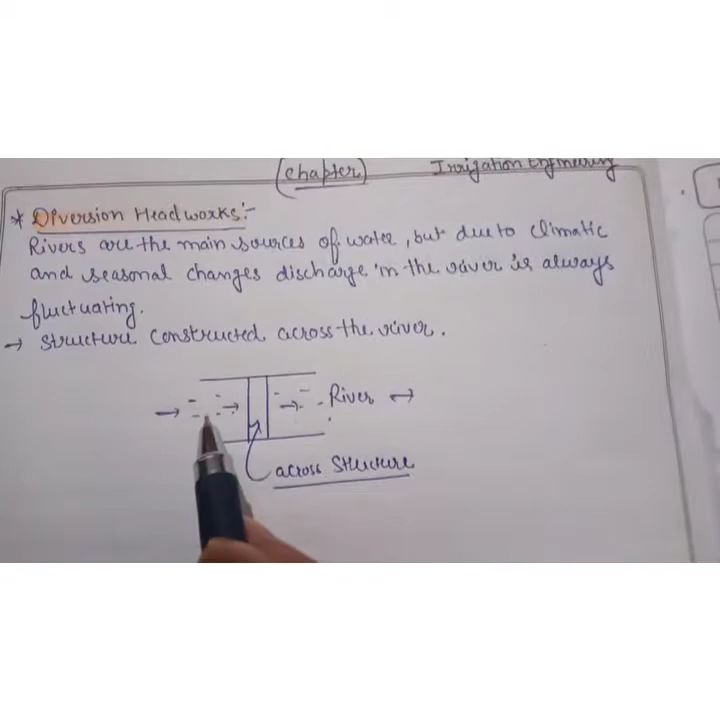 Chapter
Irrigation Engineering
* Diversion Headworks:-
Rivers are the main sources of water, but due to climatic
and seasonal changes discharge in the river is always
fluctuating.
→ Structure constructed across the river.
River
across Structure